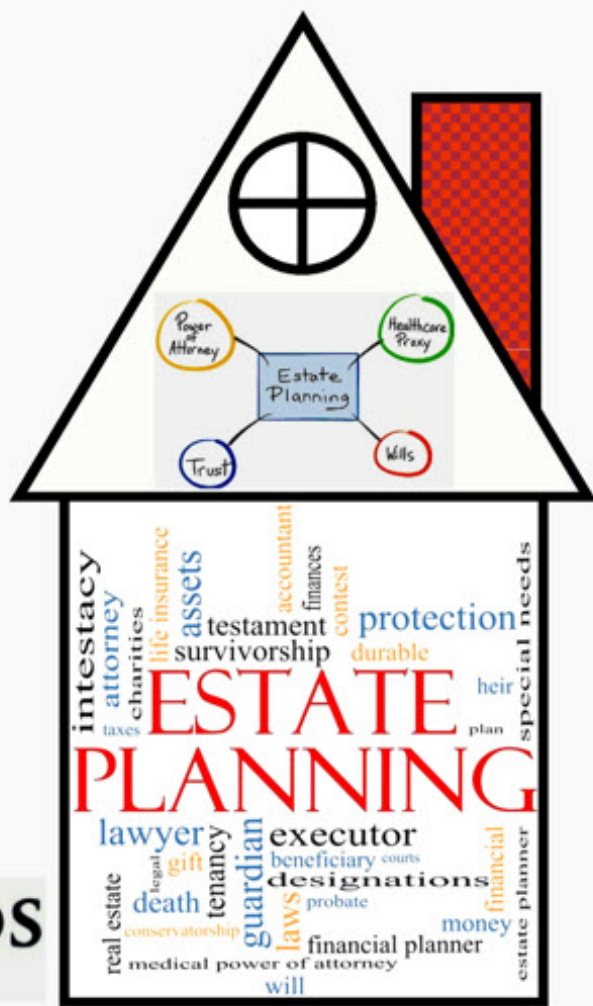 Power of Attorney
Healthcare Proxy
Estate Planning
Trust
Wills
intestacy
attorney
charities
life insurance
assets
accountant
finances
contest
testament
protection
special needs
survivorship
durable
heir
taxes
plan
ESTATE
PLANNING
lawyer
executor
legal
gift
tenancy
guardian
beneficiary
courts
designations
financial
estate planner
real estate
death
laws
probate
money
conservatorship
financial planner
medical power of attorney
will